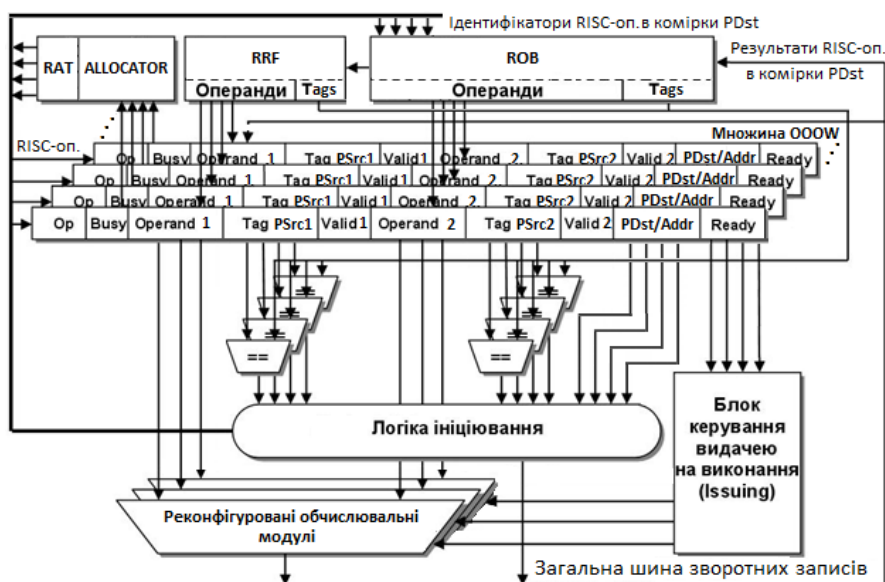 Ідентифікатори RISC-оп.в комірки PDst
RAT ALLOCATOR
RRF
Операнди Tags
ROB
Операнди Tags
Результати RISC-оп.
в комірки PDst
Множина OOOW
RISC-оп.
Op Busy Operand 1 Tag PSrc1 Valid 1 Operand 2. Tag PSrc2 Valid 2 PDst/Addr Ready
Op Busy Operand 1 Tag PSrc1 Valid 1 Operand 2. Tag PSrc2 Valid 2 PDst/Addr Ready
Op Busy Operand 1 Tag PSrc1 Valid 1 Operand 2. Tag PSrc2 Valid 2 PDst/Addr Ready
Op Busy Operand 1 Tag PSrc1 Valid 1 Operand 2 Tag PSrc2 Valid 2 PDst/Addr Ready
==
==
==
==
==
==
==
==
Логіка ініціювання
Блок
керування
видачею
на виконання
(Issuing)
Реконфігуровані обчислювальні
модулі
Загальна шина зворотних записів